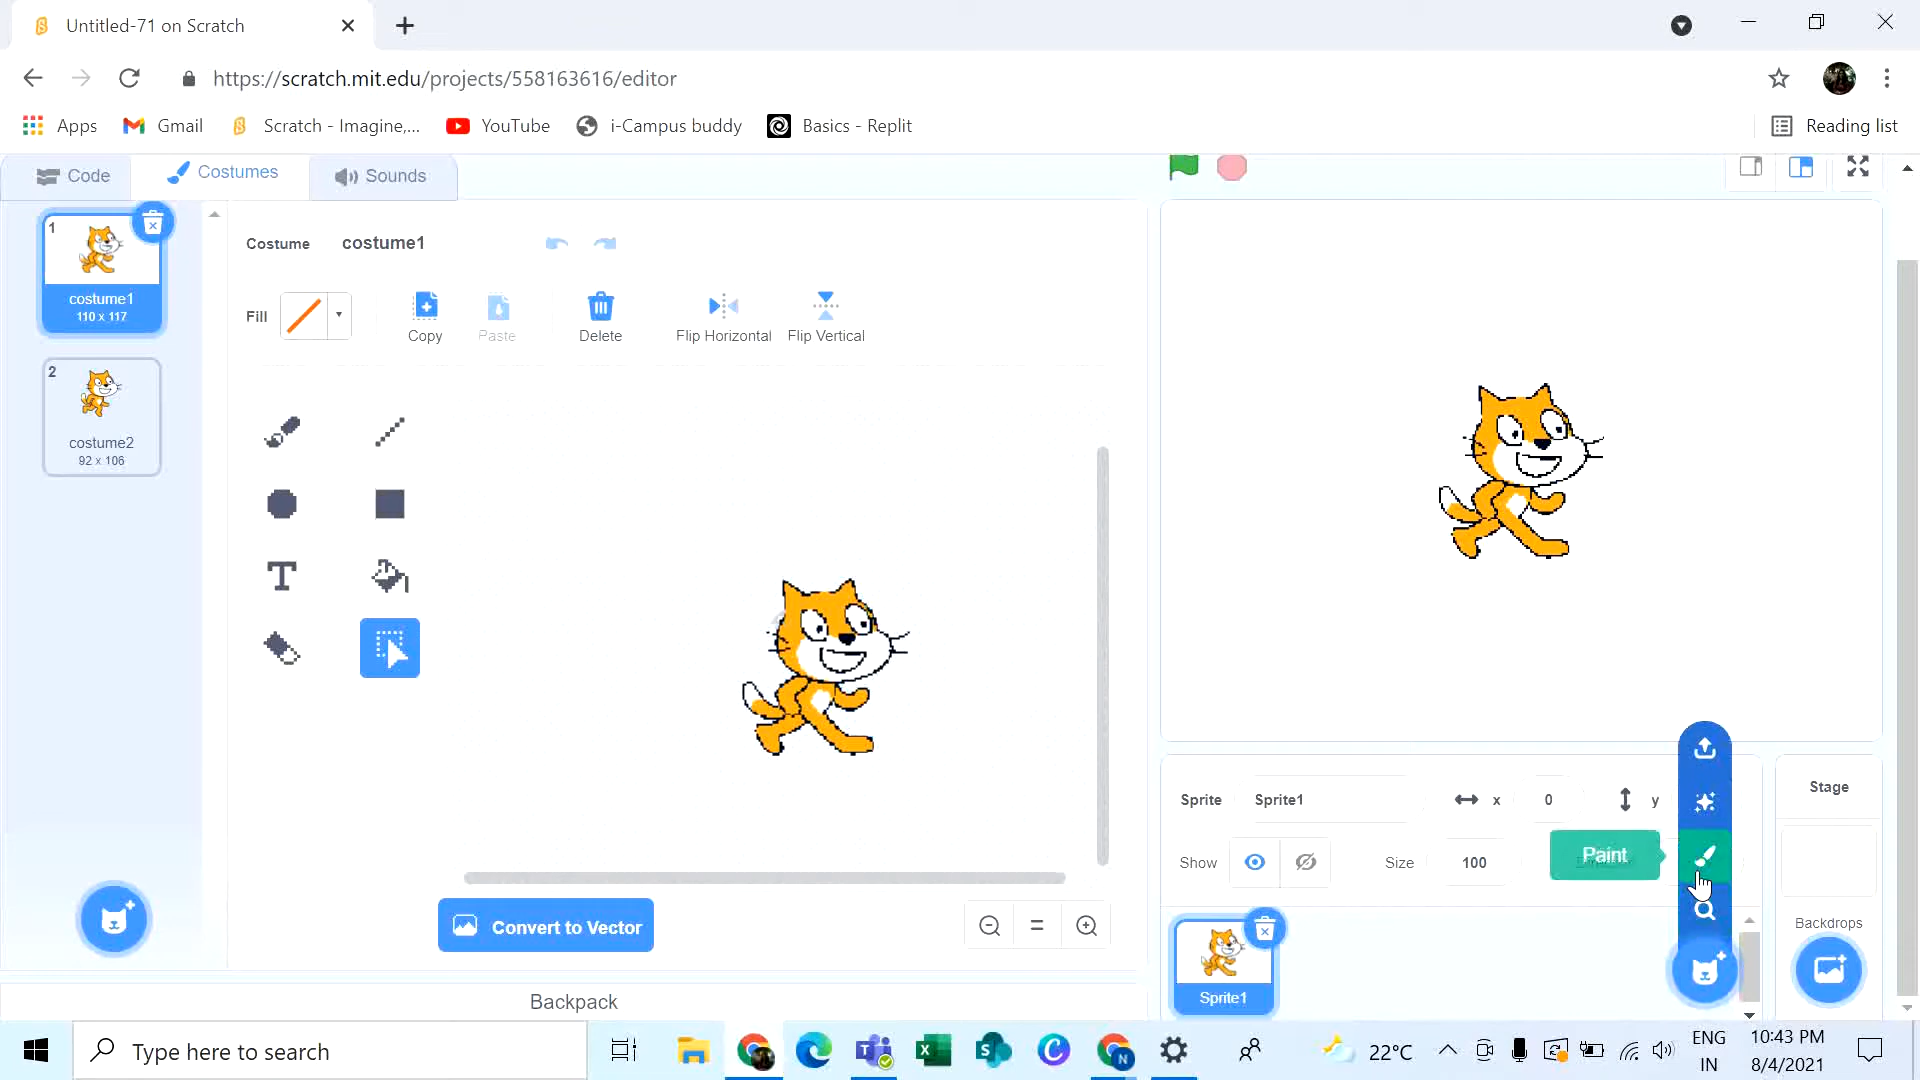 Untitled-71 on Scratch
https://scratch.mit.edu/projects/558163616/editor
Apps
Gmail
Scratch - Imagine,...
YouTube
i-Campus buddy
Basics - Replit
Reading list
Code
Costumes
Sounds
1
costume1
110 x 117
2
costume2
92 x 106
Costume
costume1
Fill
Copy
Paste
Delete
Flip Horizontal
Flip Vertical
T
Convert to Vector
Backpack
Sprite
Sprite1
x
0
y
Show
Size
100
Paint
Sprite1
Stage
Backdrops
Type here to search
22°C
ENG
IN
10:43 PM
8/4/2021